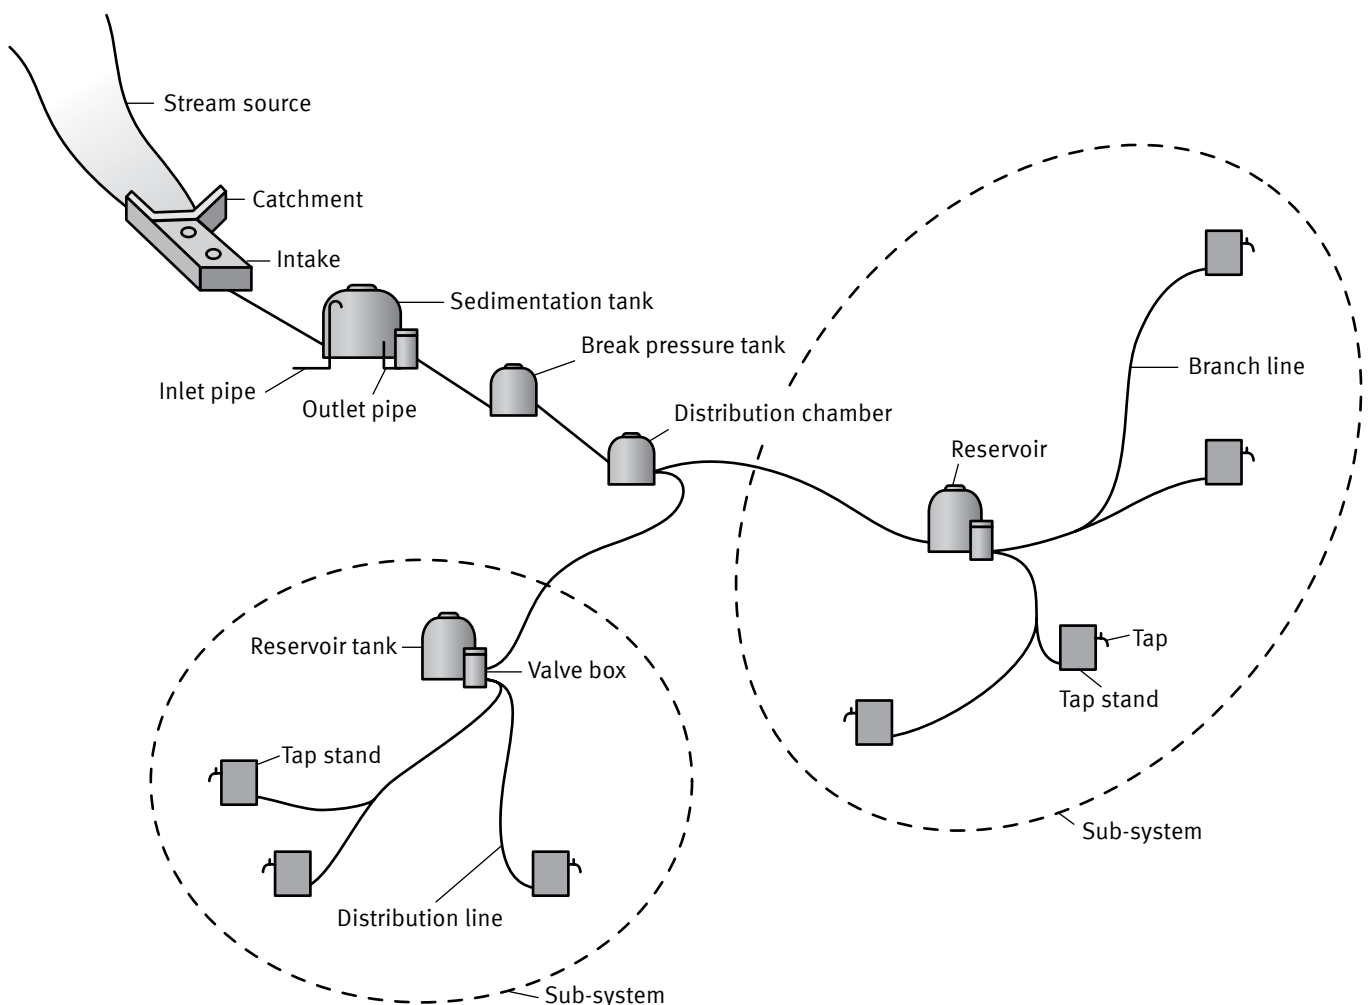 Stream source
Catchment
Intake
Sedimentation tank
Break pressure tank
Inlet pipe
Outlet pipe
Distribution chamber
Branch line
Reservoir
Reservoir tank
Valve box
Tap
Tap stand
Tap stand
Sub-system
Distribution line
Sub-system